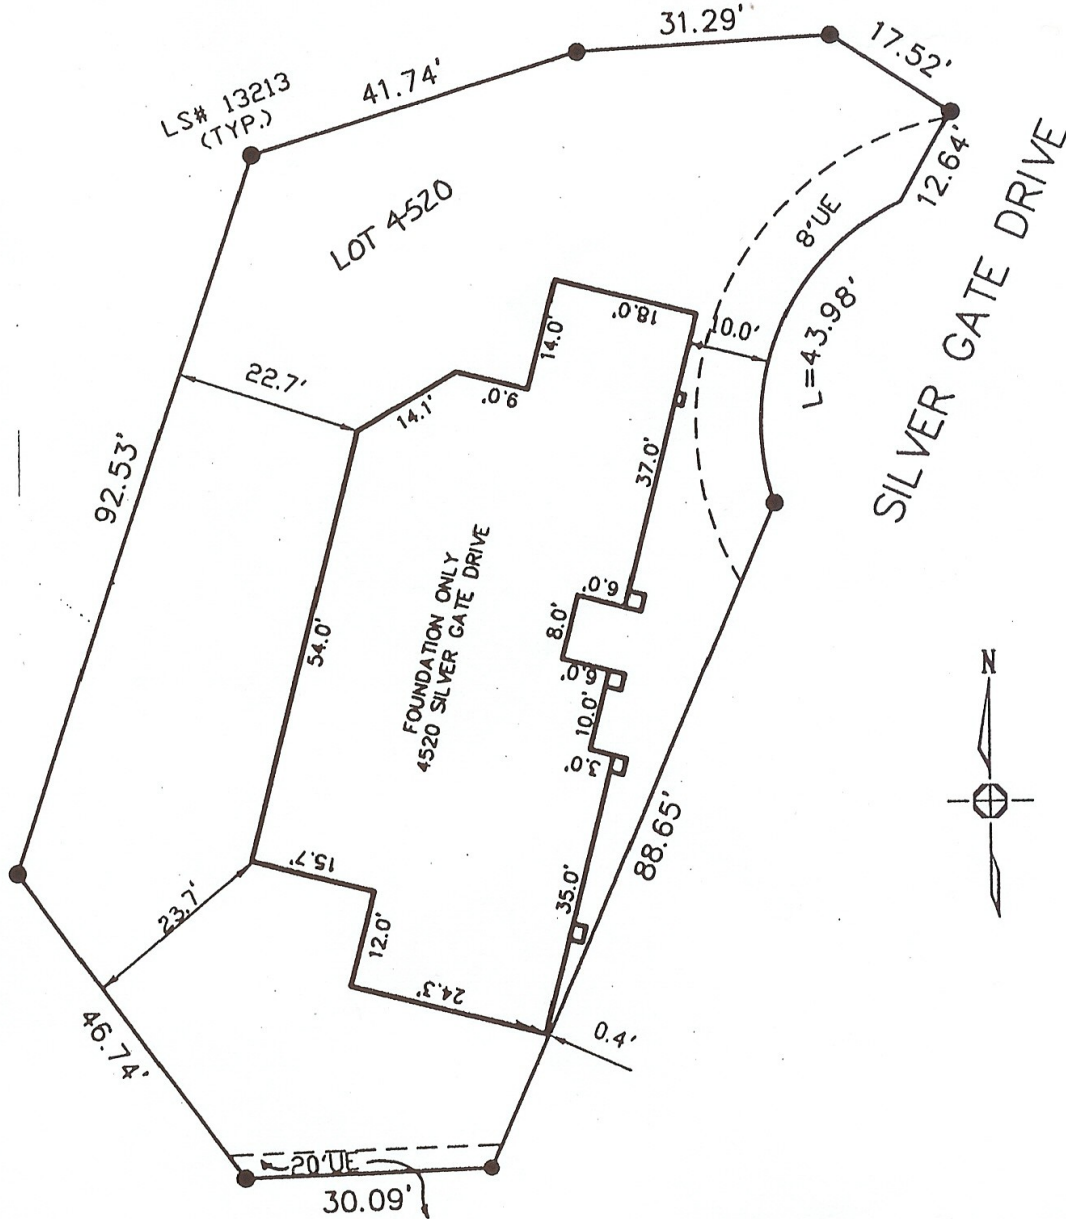 31.29'
17.52'
41.74'
LS# 13213
(TYP.)
12.64'
LOT 4520
8'UE
SILVER GATE DRIVE
18.0'
10.0'
14.0'
L=43.98'
22.7'
9.0'
14.1'
92.53'
37.0'
FOUNDATION ONLY
4520 SILVER GATE DRIVE
6.0'
8.0'
54.0'
6.0'
N
10.0'
3.0'
88.65'
15.7'
35.0'
23.7'
12.0'
24.3'
0.4'
46.74'
20'UE
30.09'